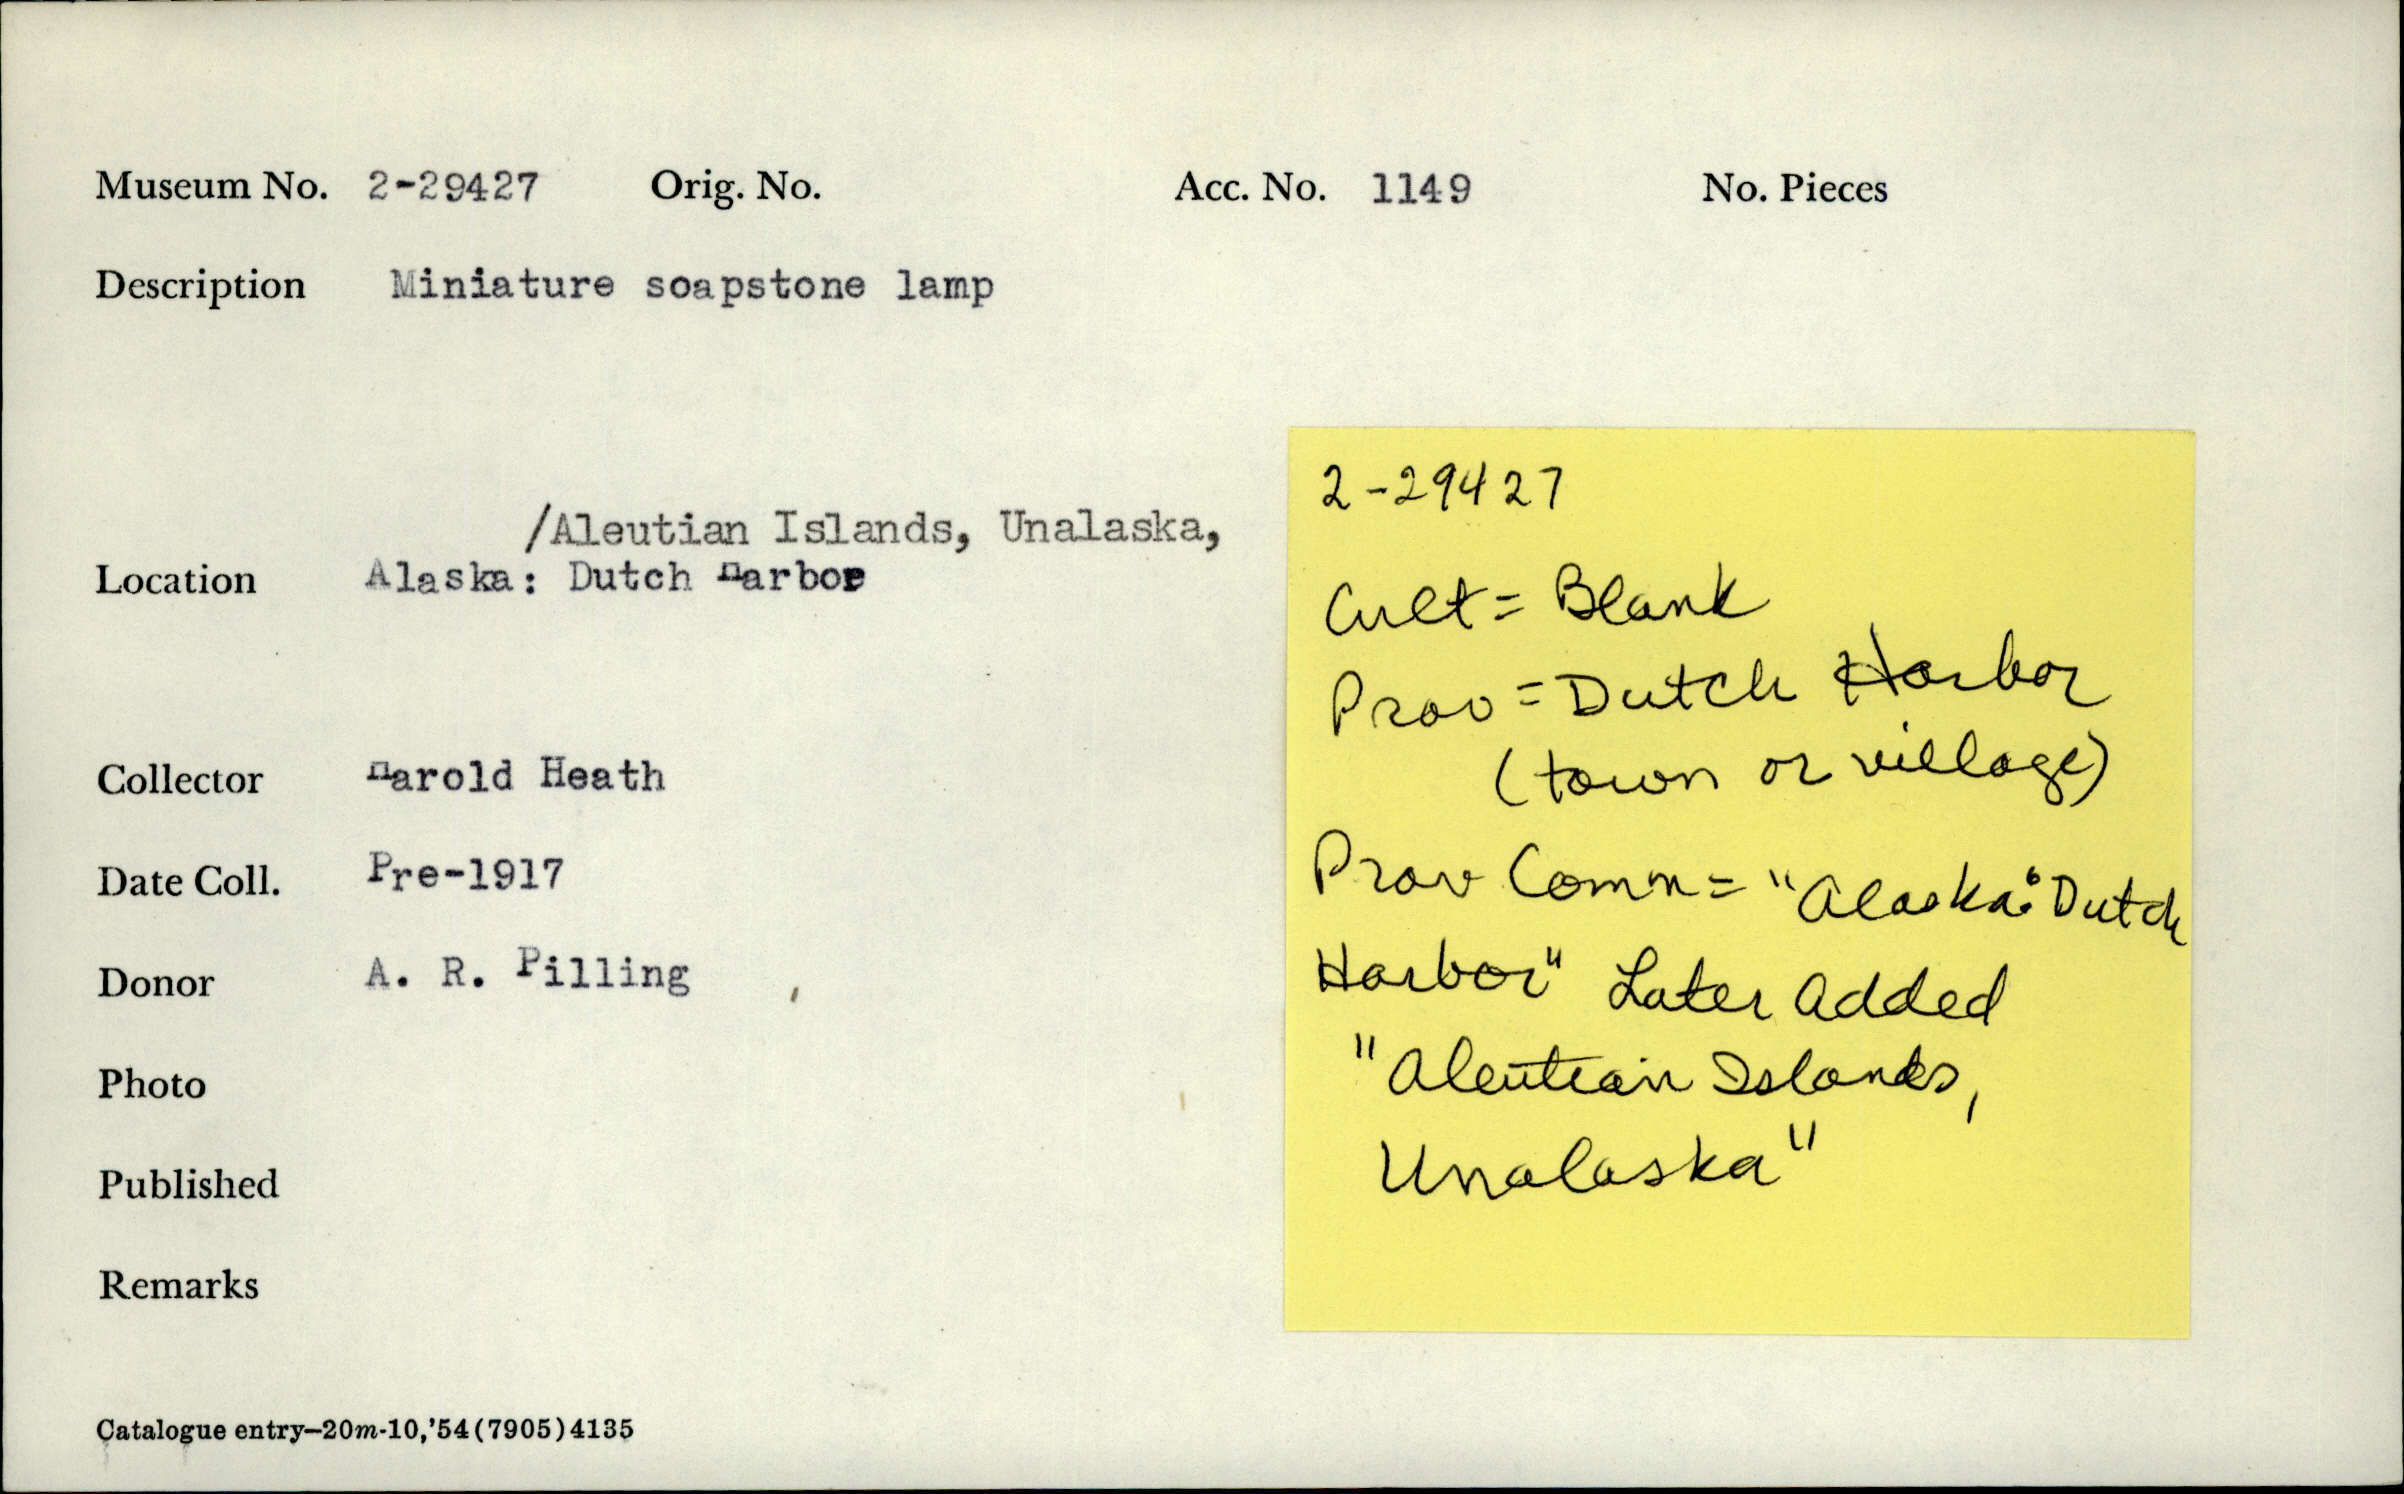 Museum No. 2-29427 Orig. No. Acc. No. 1149 No. Pieces
Description Miniature soapstone lamp
/Aleutian Islands, Unalaska,
Location Alaska: Dutch Harbor
Collector Harold Heath
Date Coll. Pre-1917
Donor A. R. Pilling
Photo
Published
Remarks
Catalogue entry—20m-10,'54(7905)4135
2-29427
Cult = Blank
Prov = Dutch Harbor
(town or village)
Prov Comm = "Alaska: Dutch
Harbor" Later Added
"Aleutian Islands,
Unalaska"